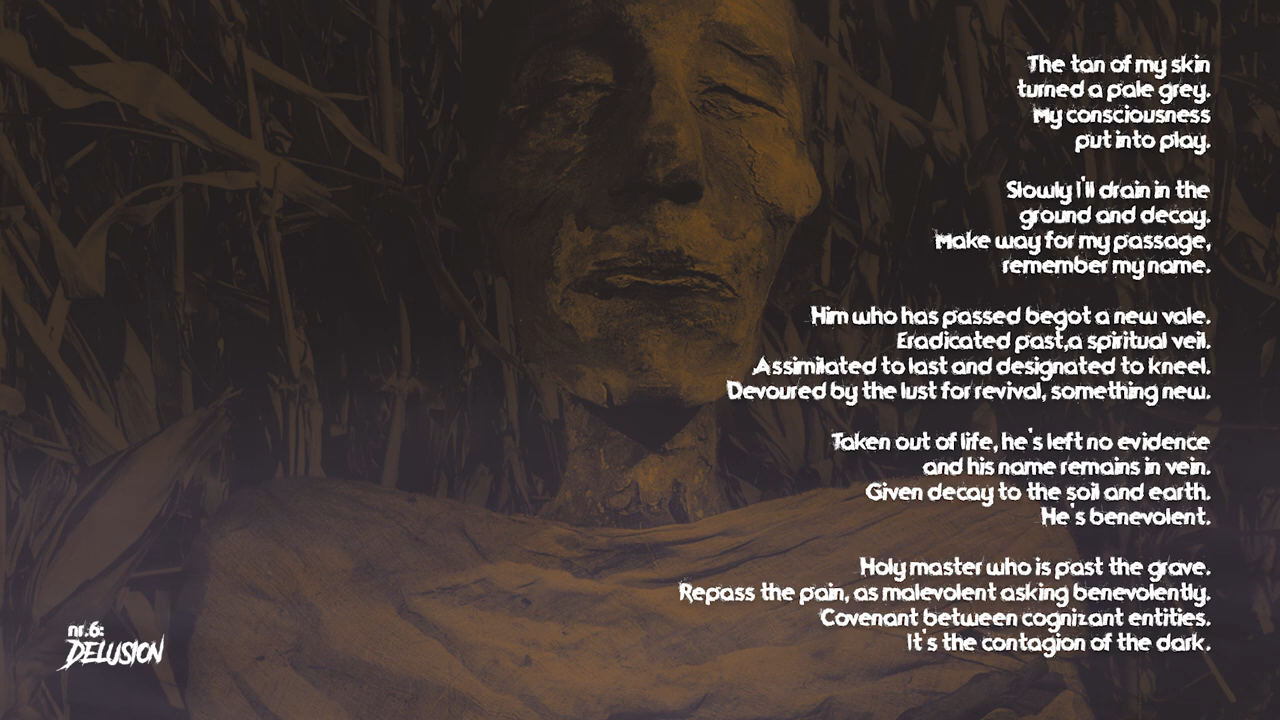 The tan of my skin
turned a pale grey.
My consciousness
put into play.
Slowly I'll drain in the
ground and decay.
Make way for my passage,
remember my name.
Him who has passed begot a new vale.
Eradicated past,a spiritual veil.
Assimilated to last and designated to kneel.
Devoured by the lust for revival, something new.
Taken out of life, he's left no evidence
and his name remains in vein.
Given decay to the soil and earth.
He's benevolent.
Holy master who is past the grave.
Repass the pain, as malevolent asking benevolently.
Covenant between cognizant entities.
It's the contagion of the dark.
nr.6:
DELUSION